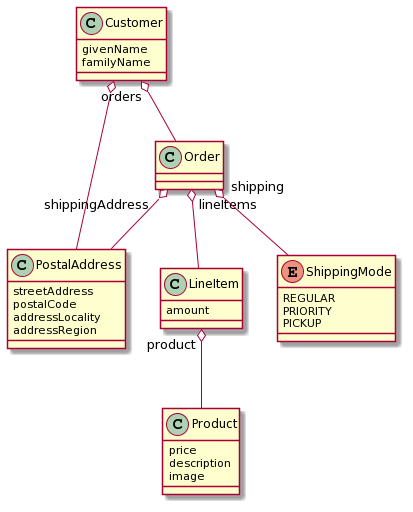 C Customer
givenName
familyName
orders
C Order
shippingAddress
lineItems
shipping
C PostalAddress
streetAddress
postalCode
addressLocality
addressRegion
C LineItem
amount
E ShippingMode
REGULAR
PRIORITY
PICKUP
product
C Product
price
description
image